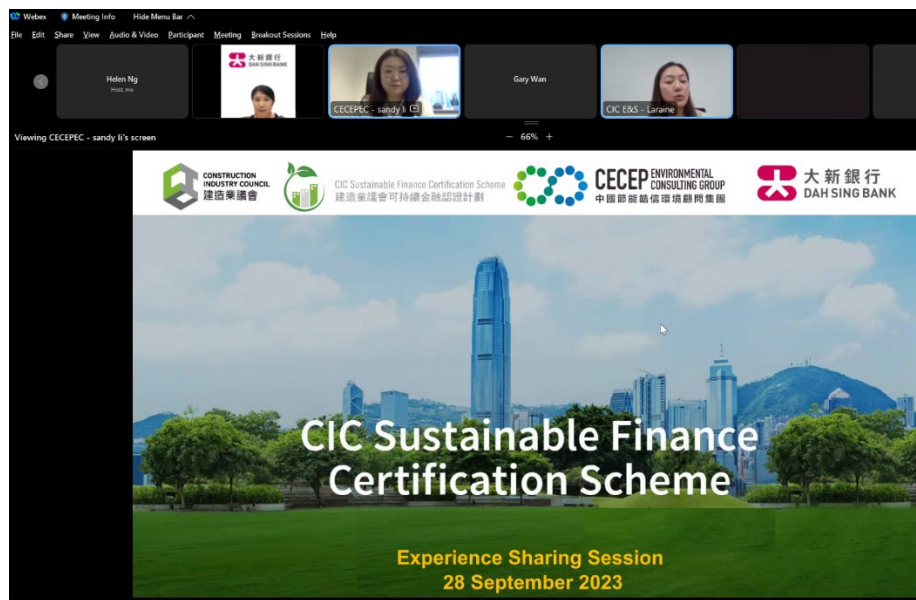 Webex
Meeting Info
Hide Menu Bar
File Edit Share View Audio & Video Participant Meeting Breakout Sessions Help
Helen Ng
Host, me
大新銀行
DAH SING BANK
CECEPEC - sandy li
Gary Wan
CIC E&S - Laraine
Viewing CECEPEC - sandy li's screen
— 66% +
CONSTRUCTION
INDUSTRY COUNCIL
建造業議會
CIC Sustainable Finance Certification Scheme
建造業議會可持續金融認證計劃
CECEP ENVIRONMENTAL
CONSULTING GROUP
中國節能皓信環境顧問集團
大新銀行
DAH SING BANK
CIC Sustainable Finance
Certification Scheme
Experience Sharing Session
28 September 2023